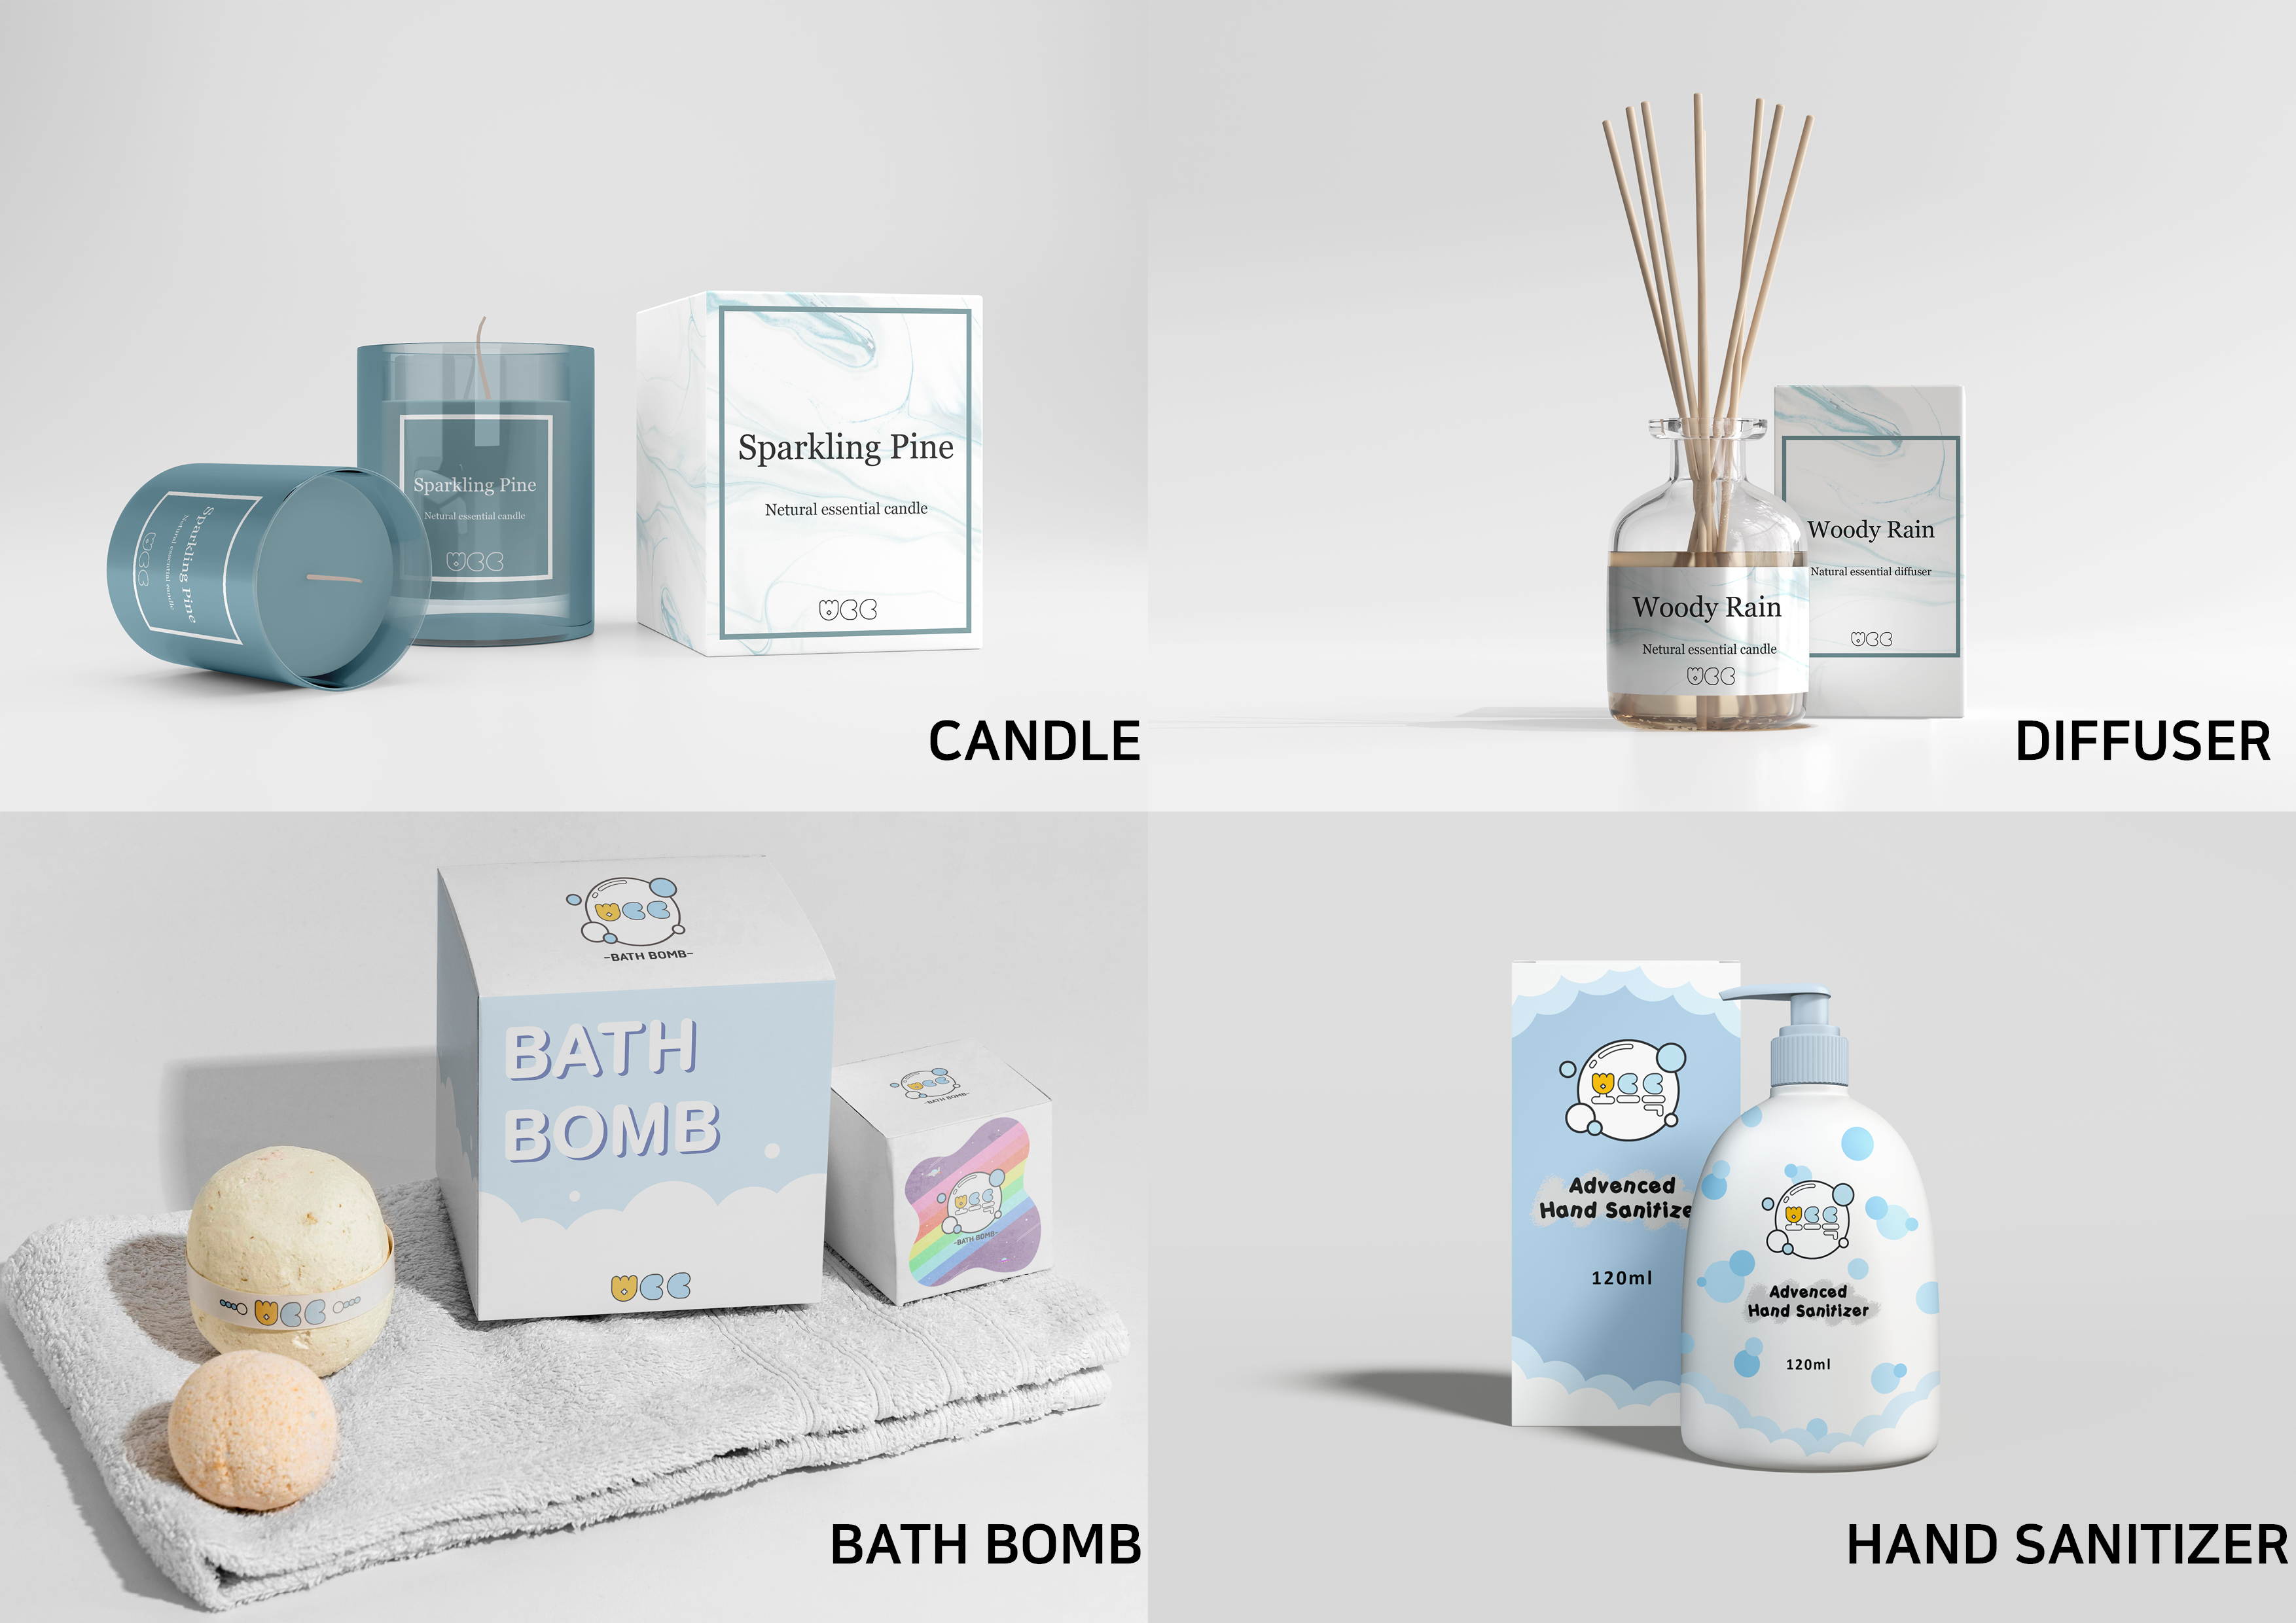 Sparkling Pine
Netural essential candle
WCC
Sparkling Pine
Netural essential candle
WCC
Sparkling Pine
Netural essential candle
WCC
CANDLE
Woody Rain
Natural essential diffuser
WCC
Woody Rain
Netural essential candle
WCC
DIFFUSER
WCC
-BATH BOMB-
BATH
BOMB
WCC
WCC
-BATH BOMB-
WCC
-BATH BOMB-
WCC
BATH BOMB
Advenced
Hand Sanitize
120ml
Advenced
Hand Sanitizer
120ml
HAND SANITIZER